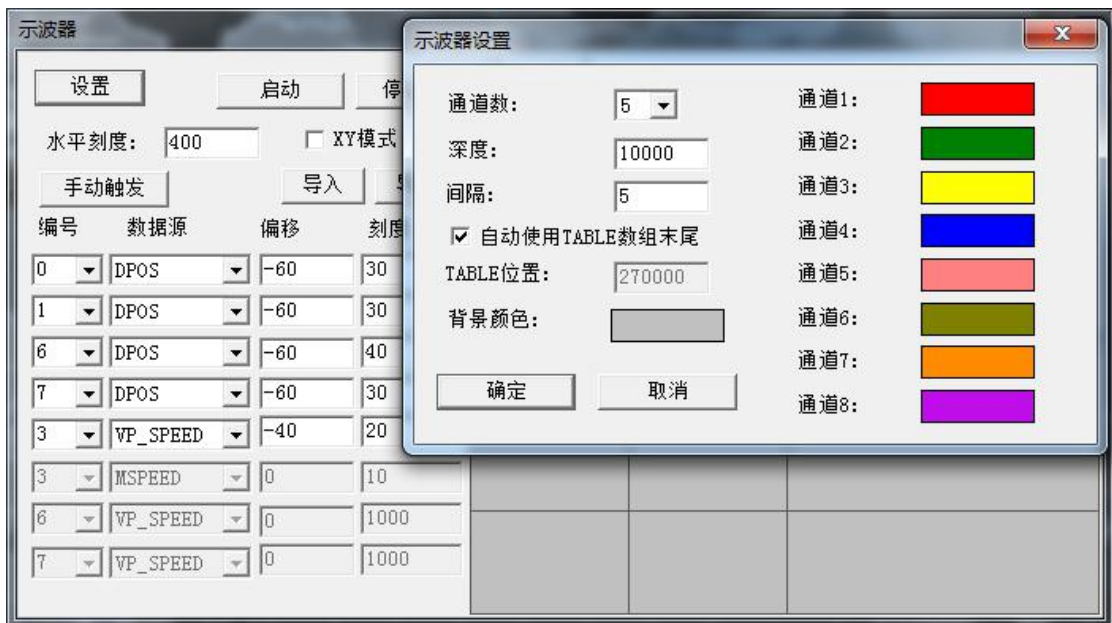 示波器
设置
启动
停
水平刻度: 400
XY模式
手动触发
导入
编号 数据源 偏移 刻度
0 DPOS -60 30
1 DPOS -60 30
6 DPOS -60 40
7 DPOS -60 30
3 VP_SPEED -40 20
3 MSPEED 0 10
6 VP_SPEED 0 1000
7 VP_SPEED 0 1000
示波器设置
通道数: 5
深度: 10000
间隔: 5
自动使用TABLE数组末尾
TABLE位置: 270000
背景颜色:
确定
取消
通道1:
通道2:
通道3:
通道4:
通道5:
通道6:
通道7:
通道8: